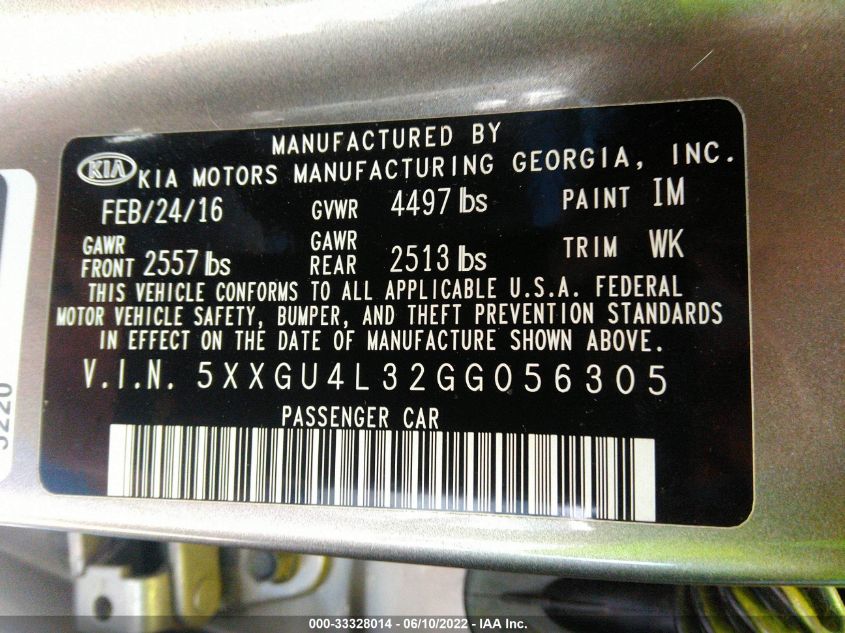 MANUFACTURED BY
KIA KIA MOTORS MANUFACTURING GEORGIA, INC.
FEB/24/16 GVWR 4497 lbs PAINT IM
GAWR FRONT 2557 lbs GAWR REAR 2513 lbs TRIM WK
THIS VEHICLE CONFORMS TO ALL APPLICABLE U.S.A. FEDERAL
MOTOR VEHICLE SAFETY, BUMPER, AND THEFT PREVENTION STANDARDS
IN EFFECT ON THE DATE OF MANUFACTURE SHOWN ABOVE.
V.I.N. 5XXGU4L32GG056305
PASSENGER CAR
000-33328014 - 06/10/2022 - IAA Inc.